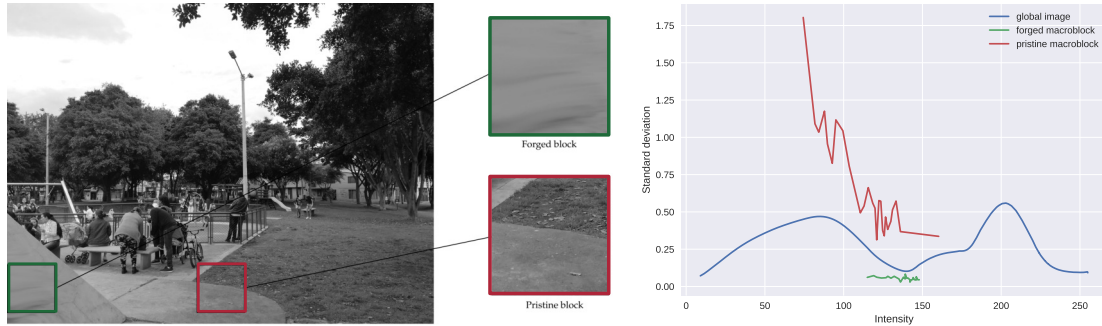 Forged block
Pristine block
global image
forged macroblock
pristine macroblock
Standard deviation
1.75
1.50
1.25
1.00
0.75
0.50
0.25
0.00
0
50
100
150
200
250
Intensity